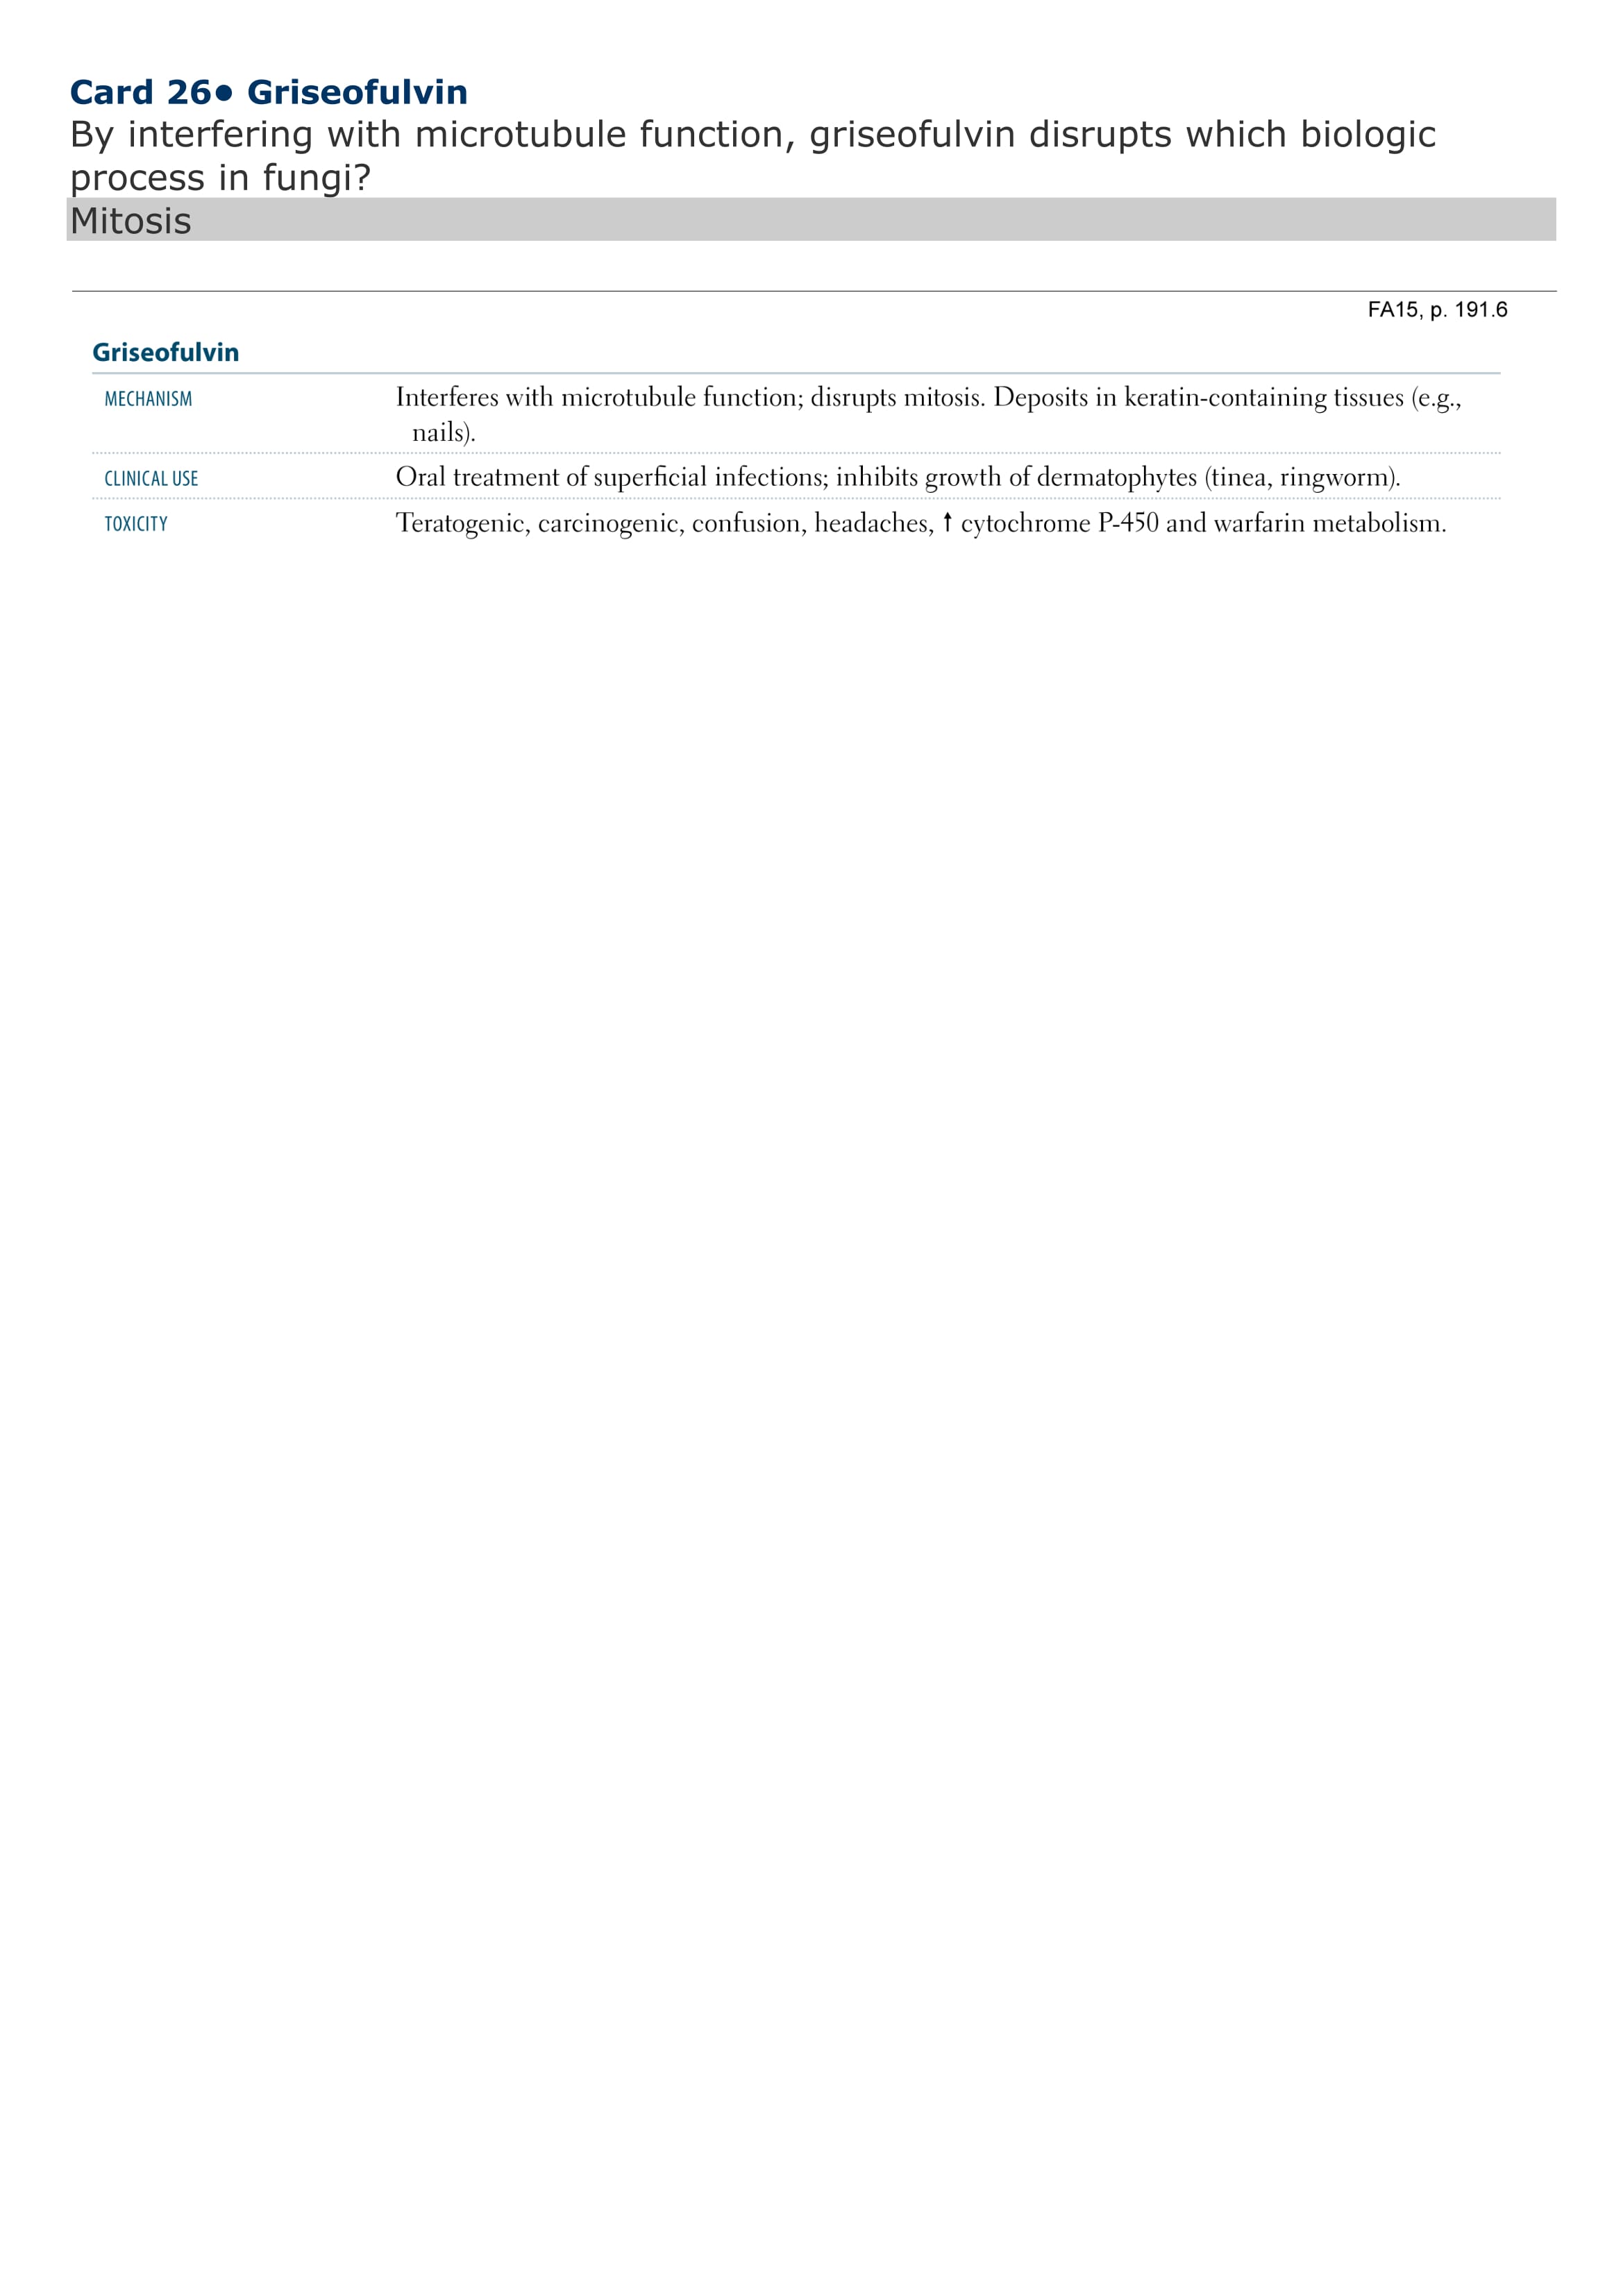 Card 26● Griseofulvin
By interfering with microtubule function, griseofulvin disrupts which biologic
process in fungi?
Mitosis
FA15, p. 191.6
Griseofulvin
MECHANISM Interferes with microtubule function; disrupts mitosis. Deposits in keratin-containing tissues (e.g.,
nails).
CLINICAL USE Oral treatment of superficial infections; inhibits growth of dermatophytes (tinea, ringworm).
TOXICITY Teratogenic, carcinogenic, confusion, headaches, ↑ cytochrome P-450 and warfarin metabolism.